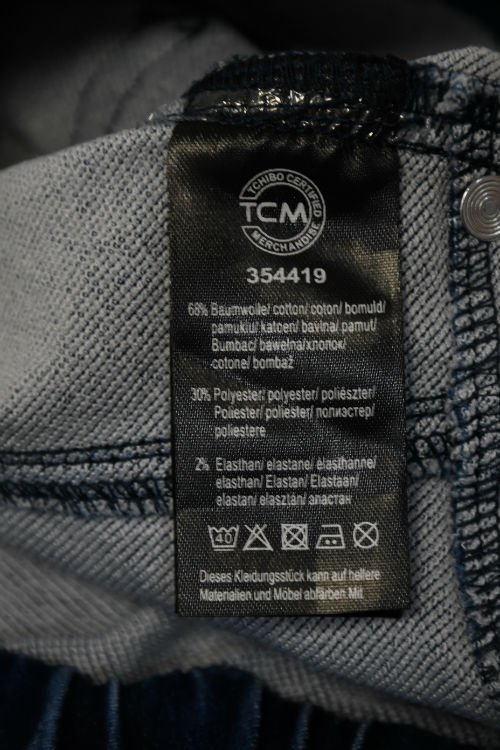 TCHIBO CERTIFIED
TCM
MERCHANDISE
354419
68% Baumwolle/ cotton/ coton/ bomuld/
pamuklu/ katoen/ bavlna/ pamut/
Bumbac/ bawełna/хлопок/
cotone/ bombaž
30% Polyester/ polyester/ poliészter/
Poliester/ poliester/ полиэстер/
poliestere
2% Elasthan/ elastane/ élasthanne/
elasthan/ Elastan/ Elastaan/
elastan/ elasztán/ эластан
40
Dieses Kleidungsstück kann auf hellere
Materialien und Möbel abfärben. Mit